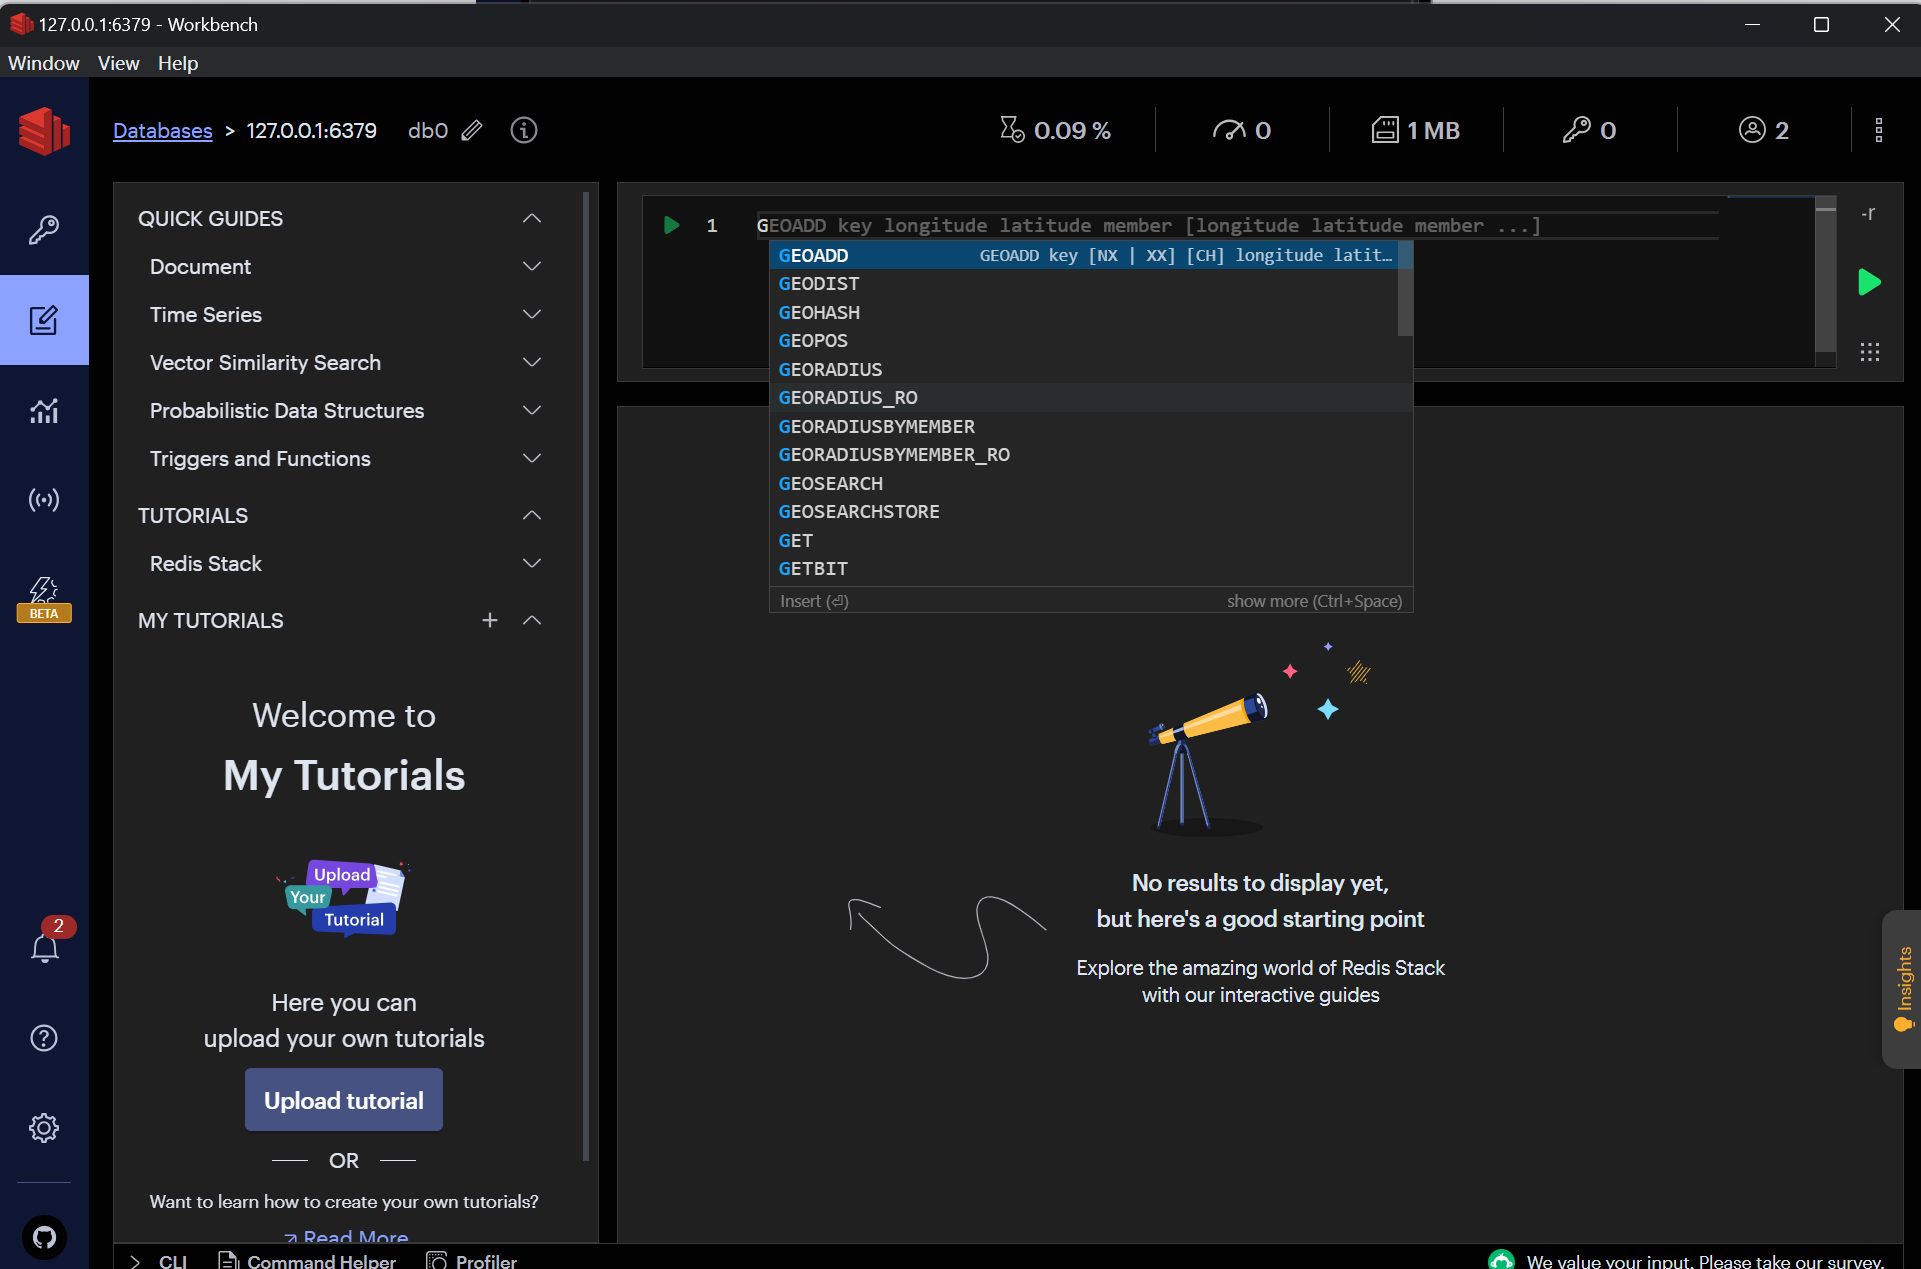 127.0.0.1:6379 - Workbench
Window View Help
Databases > 127.0.0.1:6379 db0
0.09 %
0
1 MB
0
2
QUICK GUIDES
Document
Time Series
Vector Similarity Search
Probabilistic Data Structures
Triggers and Functions
TUTORIALS
Redis Stack
MY TUTORIALS
Welcome to
My Tutorials
Upload
Your
Tutorial
Here you can
upload your own tutorials
Upload tutorial
OR
Want to learn how to create your own tutorials?
Read More
BETA
2
1 GEOADD key longitude latitude member [longitude latitude member ...]
-r
GEOADD GEOADD key [NX | XX] [CH] longitude latit…
GEODIST
GEOHASH
GEOPOS
GEORADIUS
GEORADIUS_RO
GEORADIUSBYMEMBER
GEORADIUSBYMEMBER_RO
GEOSEARCH
GEOSEARCHSTORE
GET
GETBIT
Insert (⏎) show more (Ctrl+Space)
No results to display yet,
but here's a good starting point
Explore the amazing world of Redis Stack
with our interactive guides
Insights
CLI Command Helper Profiler
We value your input. Please take our survey.